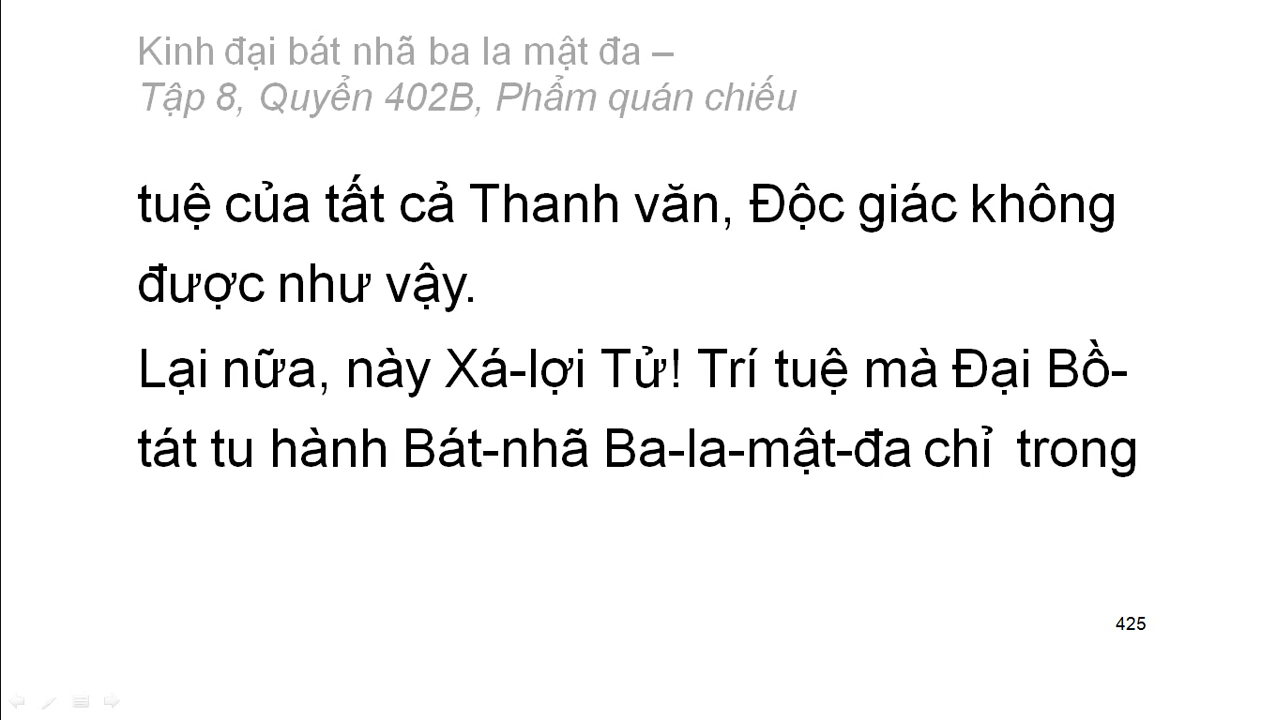 Kinh đại bát nhã ba la mật đa –
Tập 8, Quyển 402B, Phẩm quán chiếu
tuệ của tất cả Thanh văn, Độc giác không
được như vậy.
Lại nữa, này Xá-lợi Tử! Trí tuệ mà Đại Bồ-
tát tu hành Bát-nhã Ba-la-mật-đa chỉ trong
425